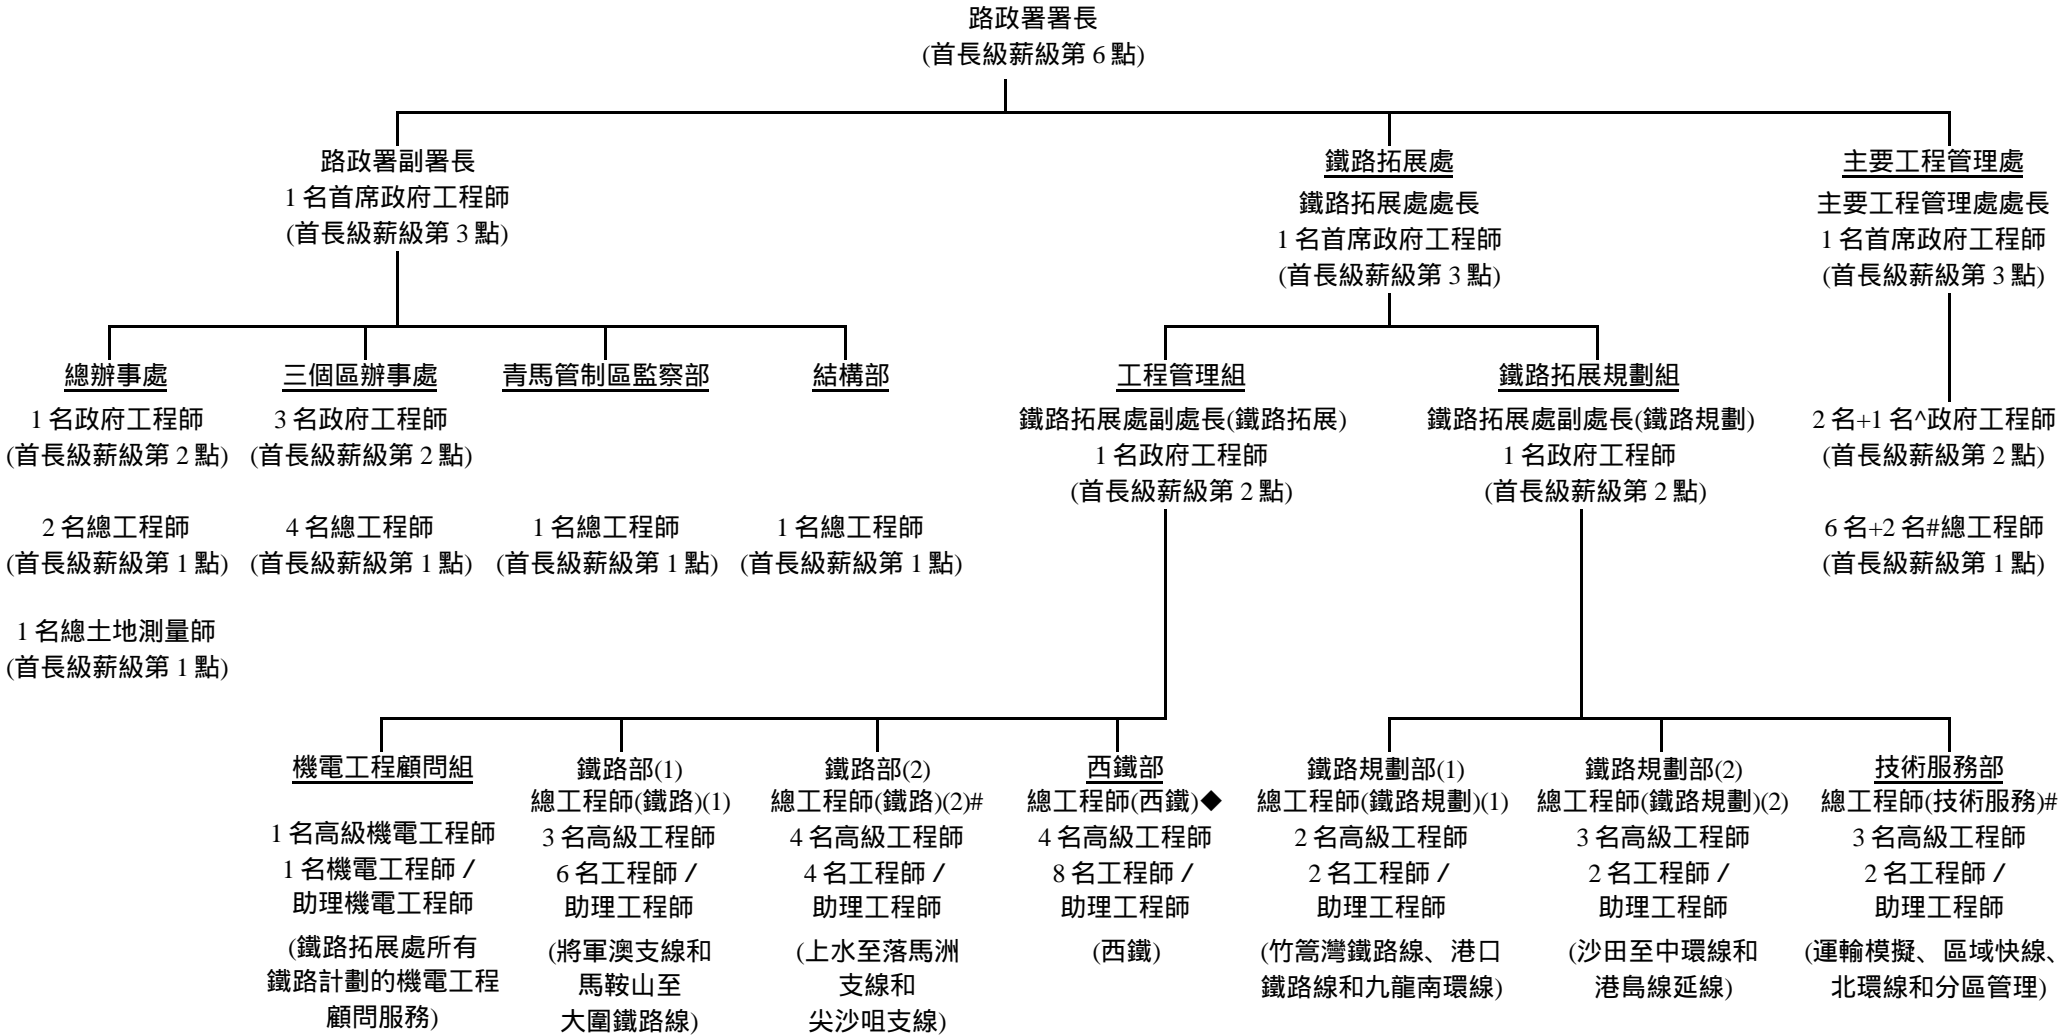 路政署署長
(首長級薪級第 6 點)
路政署副署長
1 名首席政府工程師
(首長級薪級第 3 點)
鐵路拓展處
鐵路拓展處處長
1 名首席政府工程師
(首長級薪級第 3 點)
主要工程管理處
主要工程管理處處長
1 名首席政府工程師
(首長級薪級第 3 點)
總辦事處
1 名政府工程師
(首長級薪級第 2 點)
2 名總工程師
(首長級薪級第 1 點)
1 名總土地測量師
(首長級薪級第 1 點)
三個區辦事處
3 名政府工程師
(首長級薪級第 2 點)
4 名總工程師
(首長級薪級第 1 點)
青馬管制區監察部
1 名總工程師
(首長級薪級第 1 點)
結構部
1 名總工程師
(首長級薪級第 1 點)
工程管理組
鐵路拓展處副處長(鐵路拓展)
1 名政府工程師
(首長級薪級第 2 點)
鐵路拓展規劃組
鐵路拓展處副處長(鐵路規劃)
1 名政府工程師
(首長級薪級第 2 點)
2 名+1 名^政府工程師
(首長級薪級第 2 點)
6 名+2 名#總工程師
(首長級薪級第 1 點)
機電工程顧問組
1 名高級機電工程師
1 名機電工程師 /
助理機電工程師
(鐵路拓展處所有
鐵路計劃的機電工程
顧問服務)
鐵路部(1)
總工程師(鐵路)(1)
3 名高級工程師
6 名工程師 /
助理工程師
(將軍澳支線和
馬鞍山至
大圍鐵路線)
鐵路部(2)
總工程師(鐵路)(2)#
4 名高級工程師
4 名工程師 /
助理工程師
(上水至落馬洲
支線和
尖沙咀支線)
西鐵部
總工程師(西鐵)◆
4 名高級工程師
8 名工程師 /
助理工程師
(西鐵)
鐵路規劃部(1)
總工程師(鐵路規劃)(1)
2 名高級工程師
2 名工程師 /
助理工程師
(竹篙灣鐵路線、港口
鐵路線和九龍南環線)
鐵路規劃部(2)
總工程師(鐵路規劃)(2)
3 名高級工程師
2 名工程師 /
助理工程師
(沙田至中環線和
港島線延線)
技術服務部
總工程師(技術服務)#
3 名高級工程師
2 名工程師 /
助理工程師
(運輸模擬、區域快線、
北環線和分區管理)